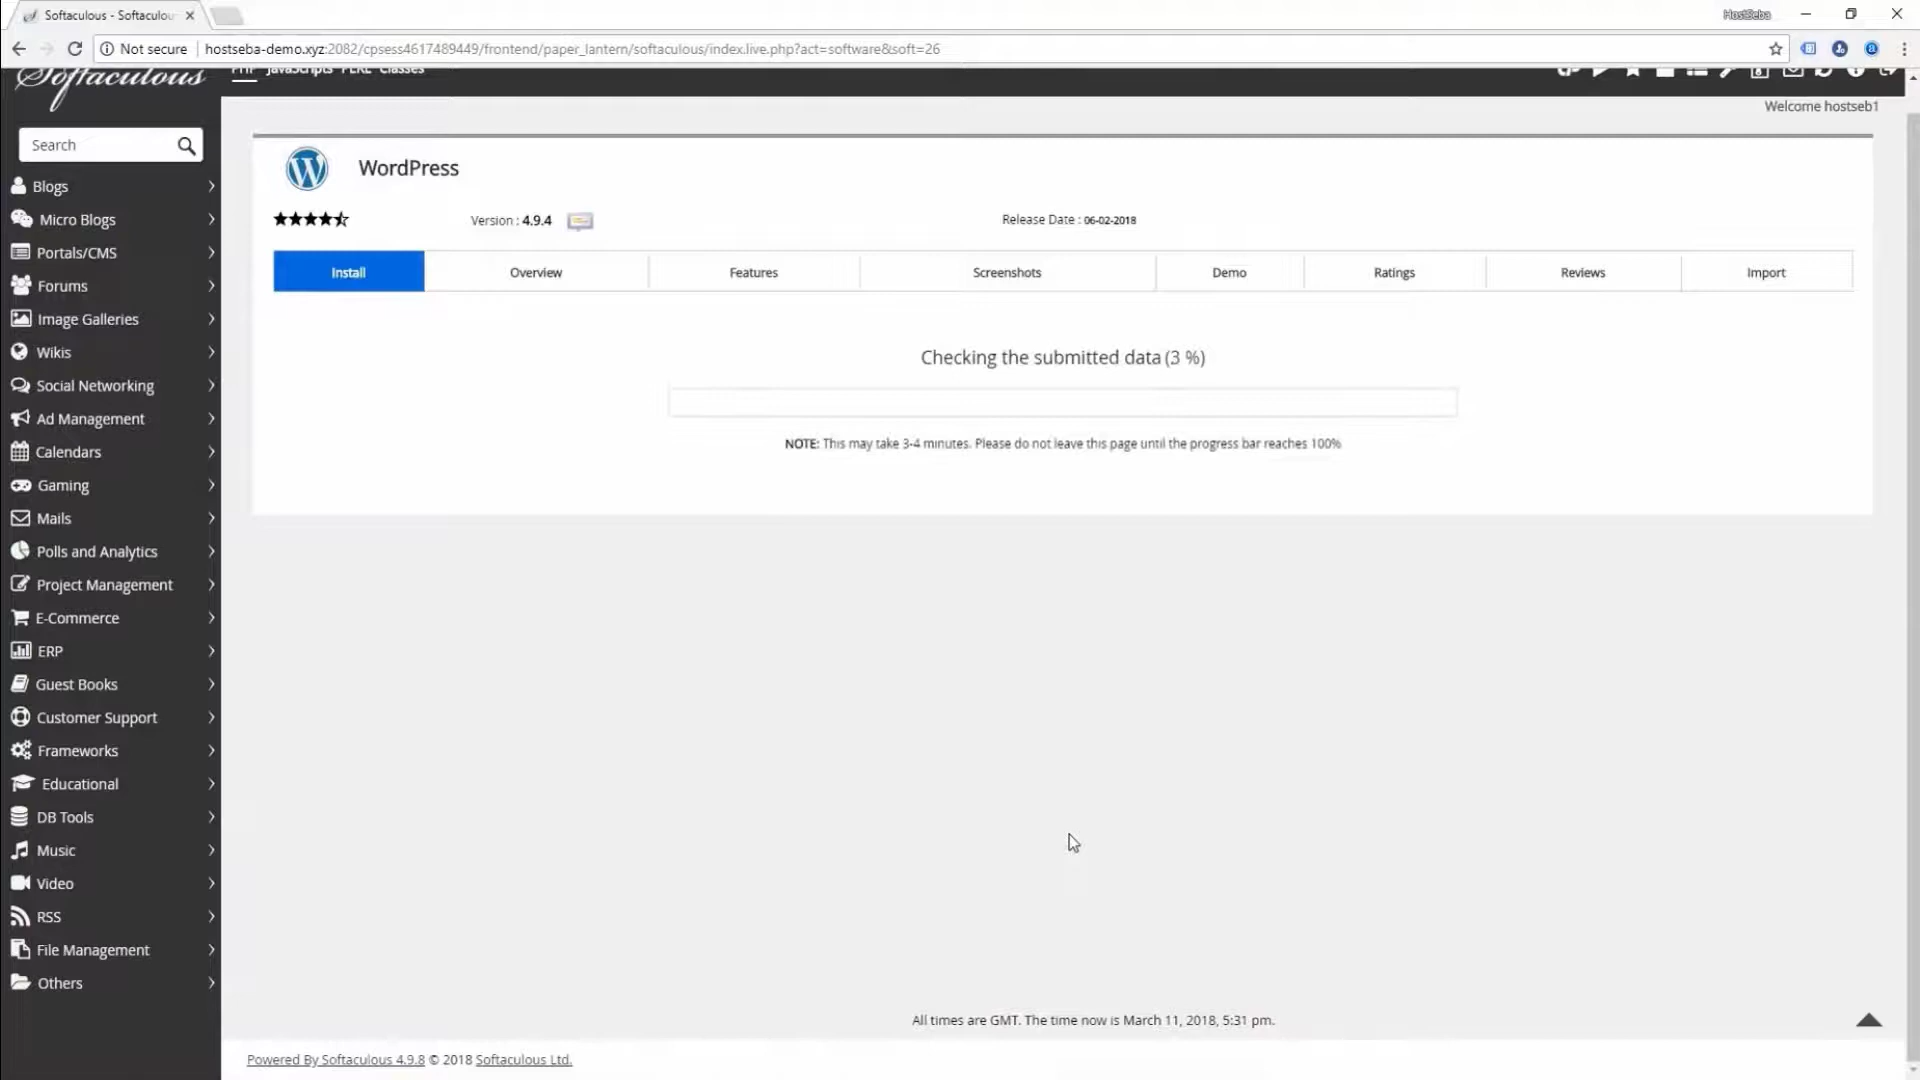 Softaculous - Softaculou
HostSeba
Not secure
hostseba-demo.xyz:2082/cpsess4617489449/frontend/paper_lantern/softaculous/index.live.php?act=software&soft=26
Softaculous
PHP JavaScripts PERL Classes
Welcome hostseb1
Search
Blogs
Micro Blogs
Portals/CMS
Forums
Image Galleries
Wikis
Social Networking
Ad Management
Calendars
Gaming
Mails
Polls and Analytics
Project Management
E-Commerce
ERP
Guest Books
Customer Support
Frameworks
Educational
DB Tools
Music
Video
RSS
File Management
Others
WordPress
Version : 4.9.4
Release Date : 06-02-2018
Install
Overview
Features
Screenshots
Demo
Ratings
Reviews
Import
Checking the submitted data (3 %)
NOTE: This may take 3-4 minutes. Please do not leave this page until the progress bar reaches 100%
All times are GMT. The time now is March 11, 2018, 5:31 pm.
Powered By Softaculous 4.9.8 © 2018 Softaculous Ltd.